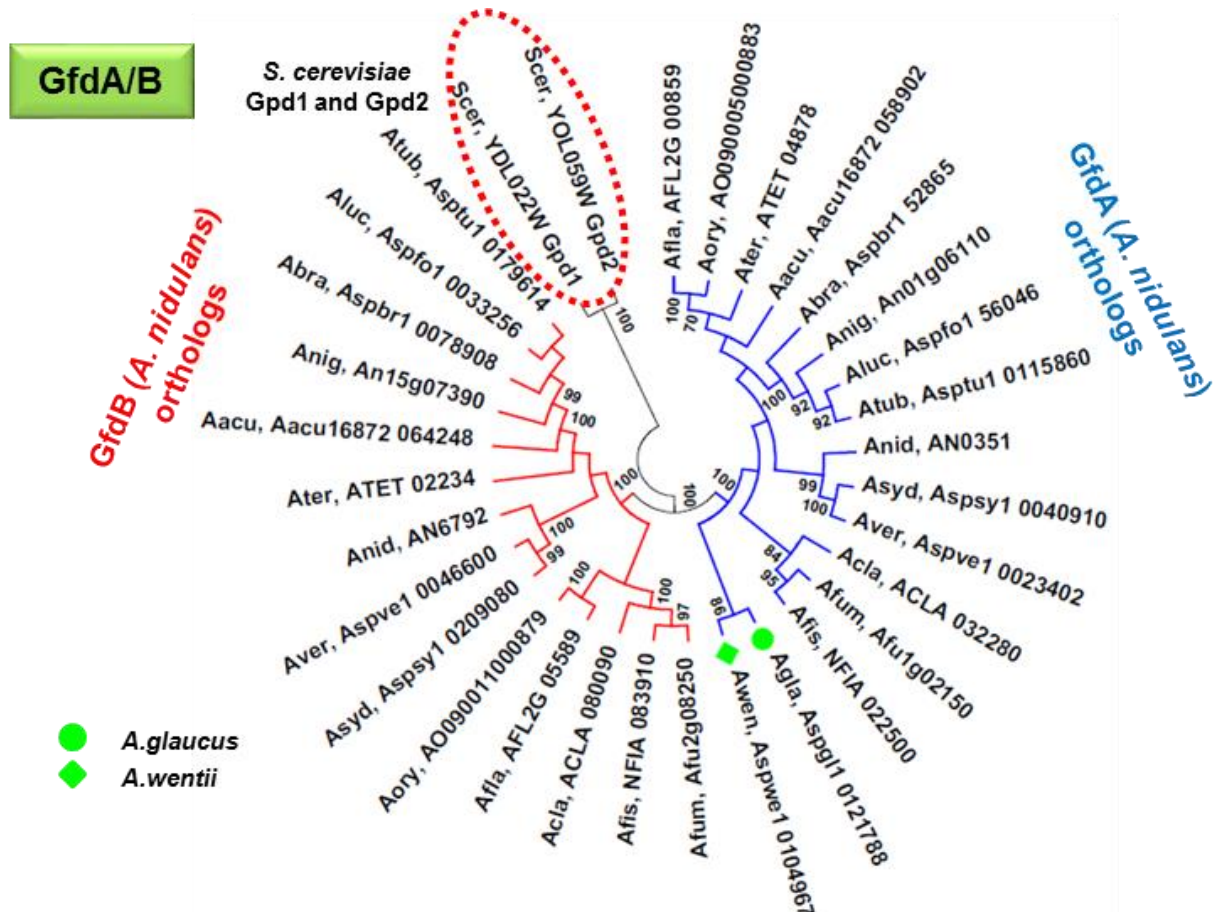 GfdA/B
S. cerevisiae
Gpd1 and Gpd2
Scer, YDL022W Gpd1
Scer, YOL059W Gpd2
100
GfdA (A. nidulans)
orthologs
Afla, AFL2G 00859
Aory, AO090005000883
Ater, ATET 04878
Aacu, Aacu16872 058902
Abra, Aspbr1 52865
Anig, An01g06110
Aluc, Aspfo1 56046
Atub, Asptu1 0115860
Anid, AN0351
Asyd, Aspsy1 0040910
Aver, Aspve1 0023402
Acla, ACLA 032280
Afum, Afu1g02150
Afis, NFIA 022500
Agla, Aspgl1 0121788
Awen, Aspwe1 0104967
100
70
100
92
92
99
100
84
95
100
86
100
GfdB (A. nidulans)
orthologs
Atub, Asptu1 0179614
Aluc, Aspfo1 0033256
Abra, Aspbr1 0078908
Anig, An15g07390
Aacu, Aacu16872 064248
Ater, ATET 02234
Anid, AN6792
Aver, Aspve1 0046600
Asyd, Aspsy1 0209080
Aory, AO090011000879
Afla, AFL2G 05589
Acla, ACLA 080090
Afis, NFIA 083910
Afum, Afu2g08250
99
100
100
100
99
100
100
97
A.glaucus
A.wentii